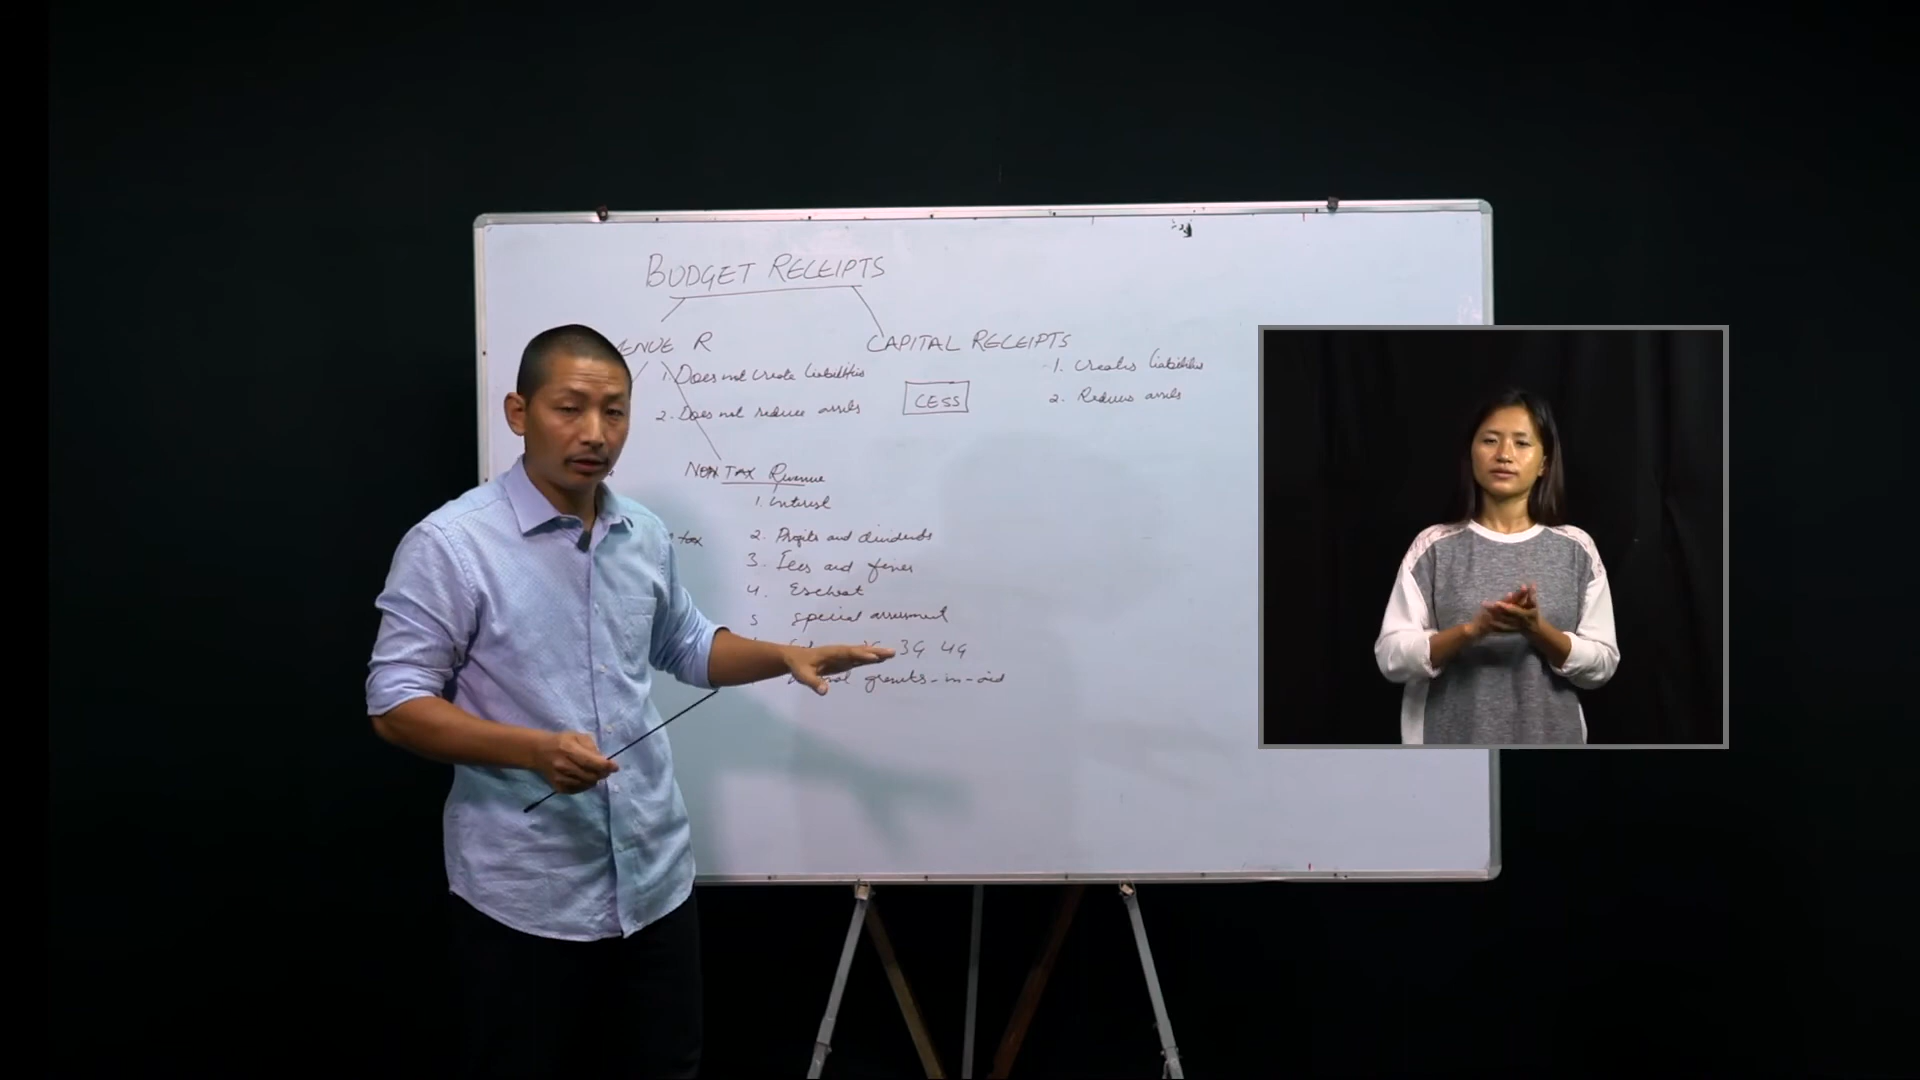 BUDGET RECEIPTS
ENUE R
CAPITAL RECEIPTS
1. Does not create liabilities
2. Does not reduce assets
CESS
1. creates liabilities
2. Reduces assets
NON TAX Revenue
1. interest
tax
2. Profits and dividends
3. Fees and fines
4. Escheat
5 special assessment
3G 4G
grants-in-aid